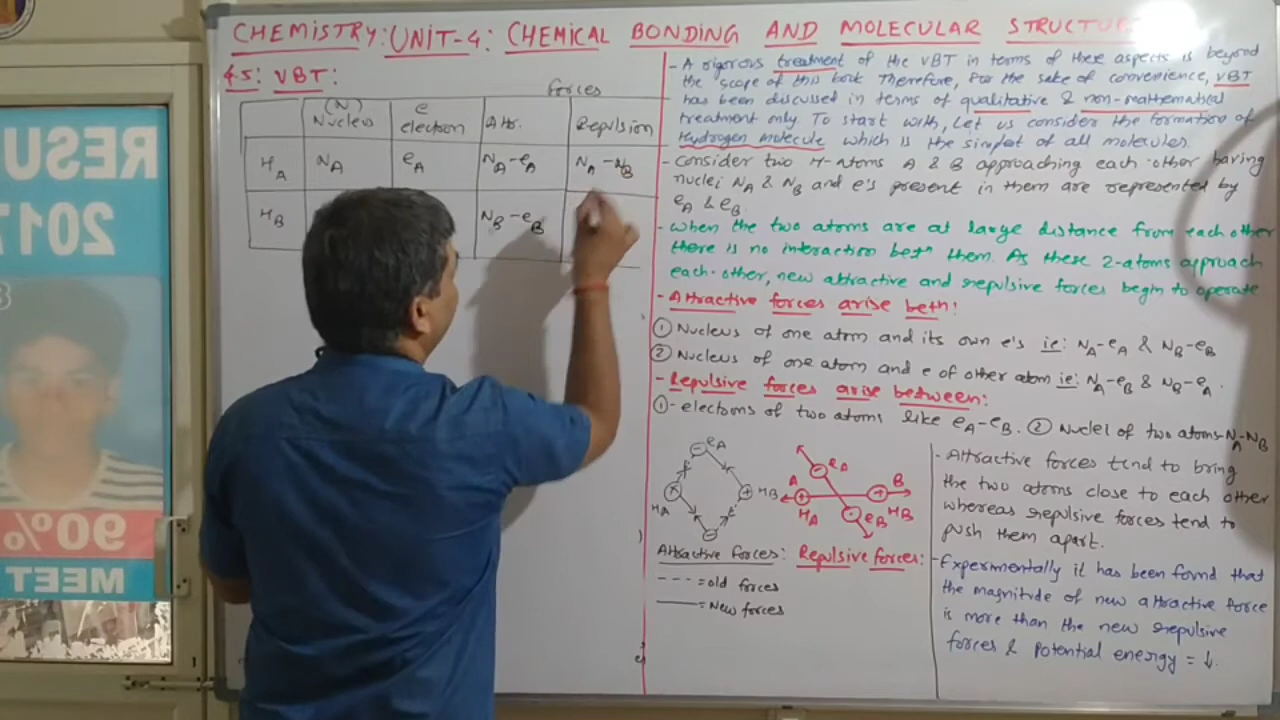 CHEMISTRY: UNIT-4: CHEMICAL BONDING AND MOLECULAR STRUCTUR
4.5: VBT:
forces
(N) Nucleus e electron Attr. Repulsion
HA NA eA NA-eA NA-NB
HB NB-eB
- A rigorous treatment of the VBT in terms of these aspects is beyond
the scope of this book Therefore, for the sake of convenience, VBT
has been discussed in terms of qualitative & non-mathematical
treatment only. To start with, Let us consider the formation of
Hydrogen molecule which is the simplest of all molecules.
- Consider two H-atoms A & B approaching each other having
nuclei NA & NB and e's present in them are represented by
eA & eB.
- When the two atoms are at large distance from each other
there is no interaction betn them. As these 2-atoms approach
each-other, new attractive and repulsive forces begin to operate
- Attractive forces arise betn:
① Nucleus of one atom and its own e's ie: NA-eA & NB-eB
② Nucleus of one atom and e of other atom ie: NA-eB & NB-eA.
- Repulsive forces arise between:
①- electoons of two atoms like eA-eB. ② Nuclei of two atoms-NA-NB
eA
HA
HB
Attractive forces:
--- = old forces
— = New forces
eA
A
B
HA
eB
HB
Repulsive forces:
- Attractive forces tend to bring
the two atoms close to each other
whereas repulsive forces tend to
push them apart.
- Experimentally it has been found that
the magnitude of new attractive force
is more than the new repulsive
forces & potential energy = ↓.
RESU
2017
90%
MEET